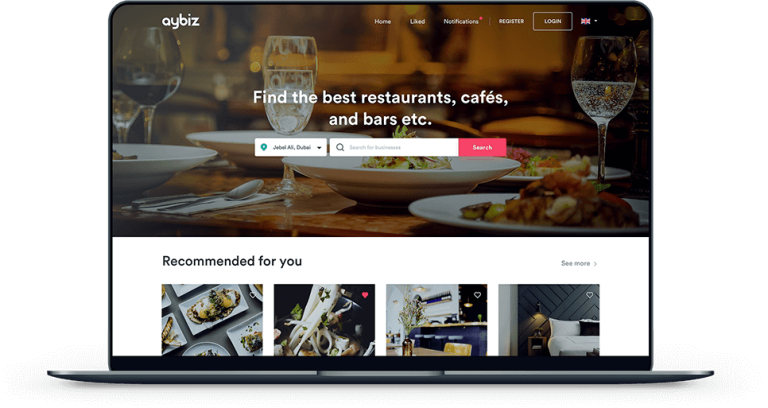 aybiz
Home
Liked
Notifications
REGISTER
LOGIN
Find the best restaurants, cafés,
and bars etc.
Jebel Ali, Dubai
Search for businesses
Search
Recommended for you
See more